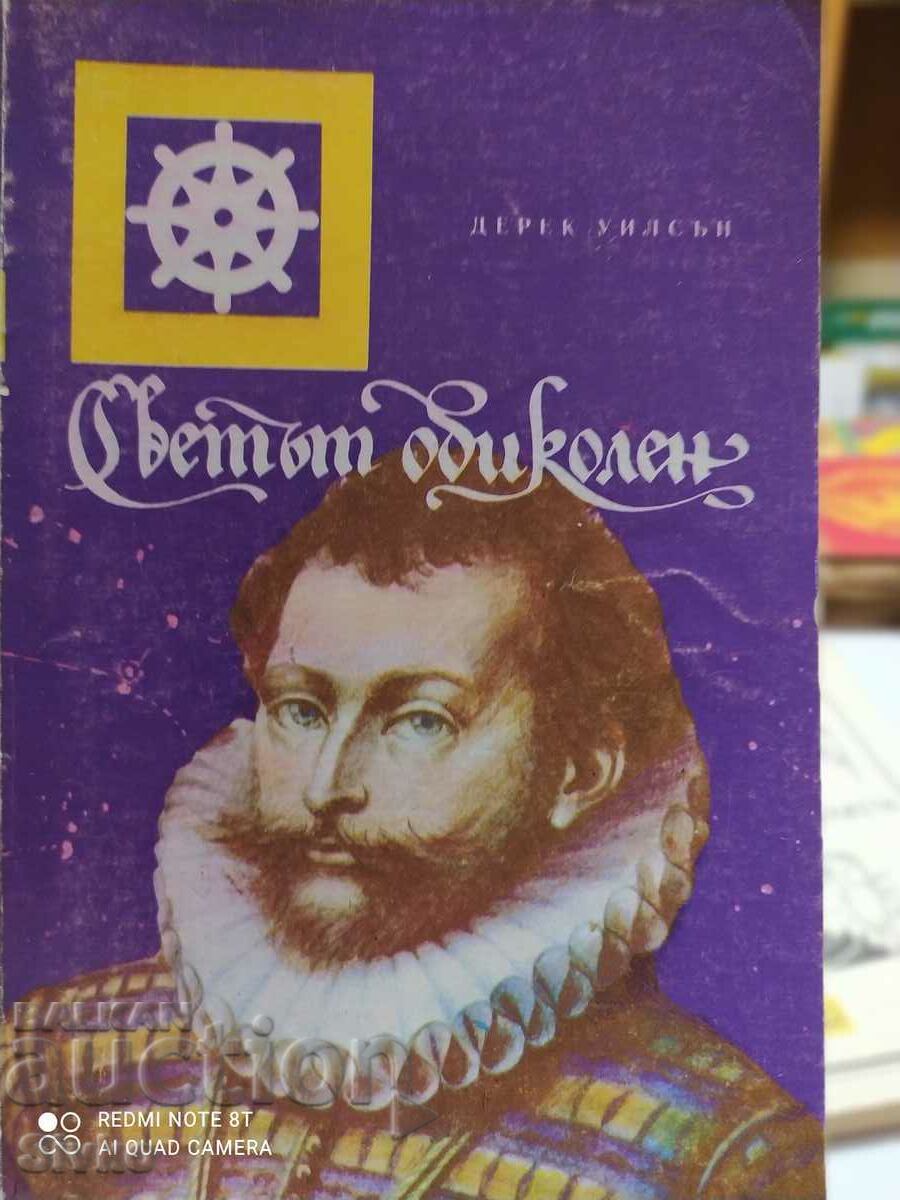 ДЕРЕК УИЛСЪН
Светът обиколен
BALKAN
auction
REDMI NOTE 8T
AI QUAD CAMERA